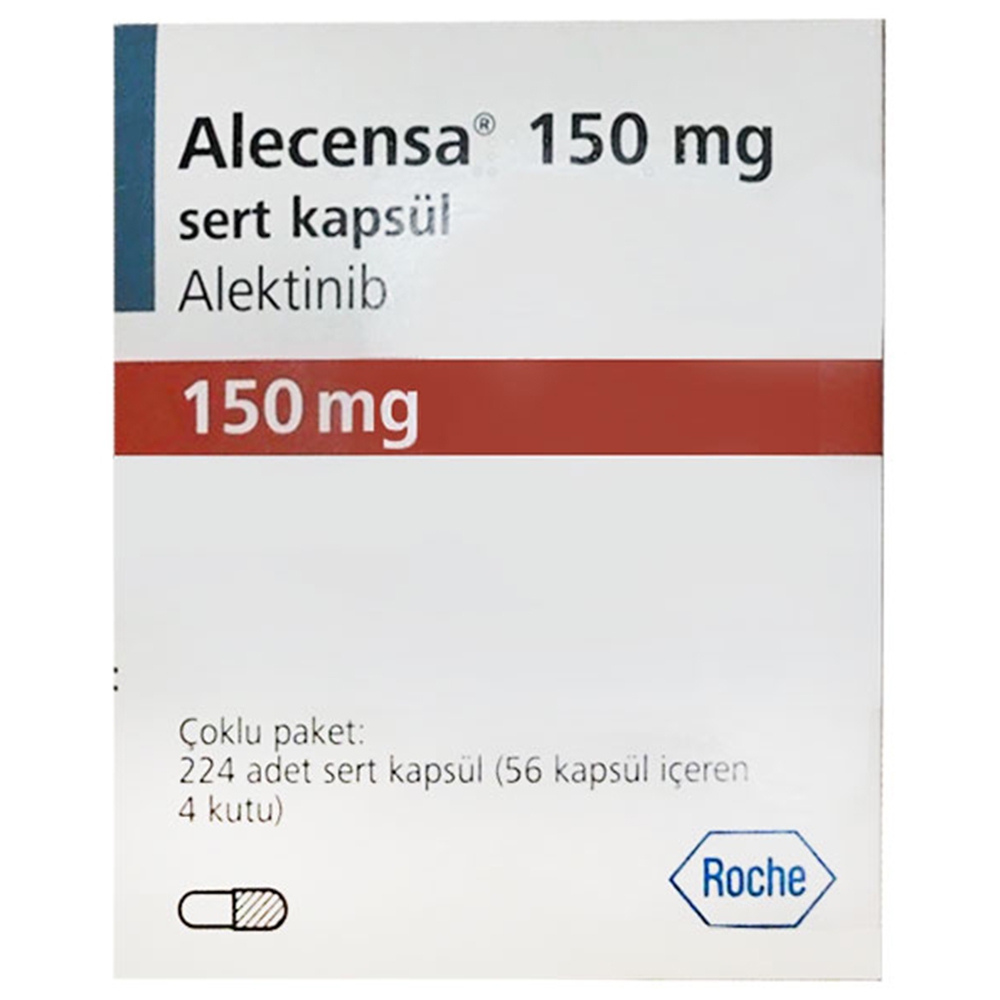 Alecensa® 150 mg
sert kapsül
Alektinib
150 mg
Çoklu paket:
224 adet sert kapsül (56 kapsül içeren
4 kutu)
Roche